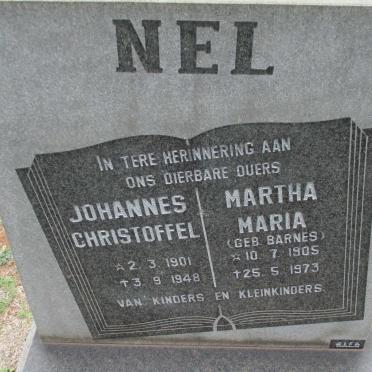 NEL
IN TERE HERINNERING AAN
ONS DIERBARE OUERS
JOHANNES
CHRISTOFFEL
☆2. 3. 1901
+3. 9. 1948
MARTHA
MARIA
(GEB. BARNES)
☆10. 7. 1905
+25. 5. 1973
VAN KINDERS EN KLEINKINDERS.